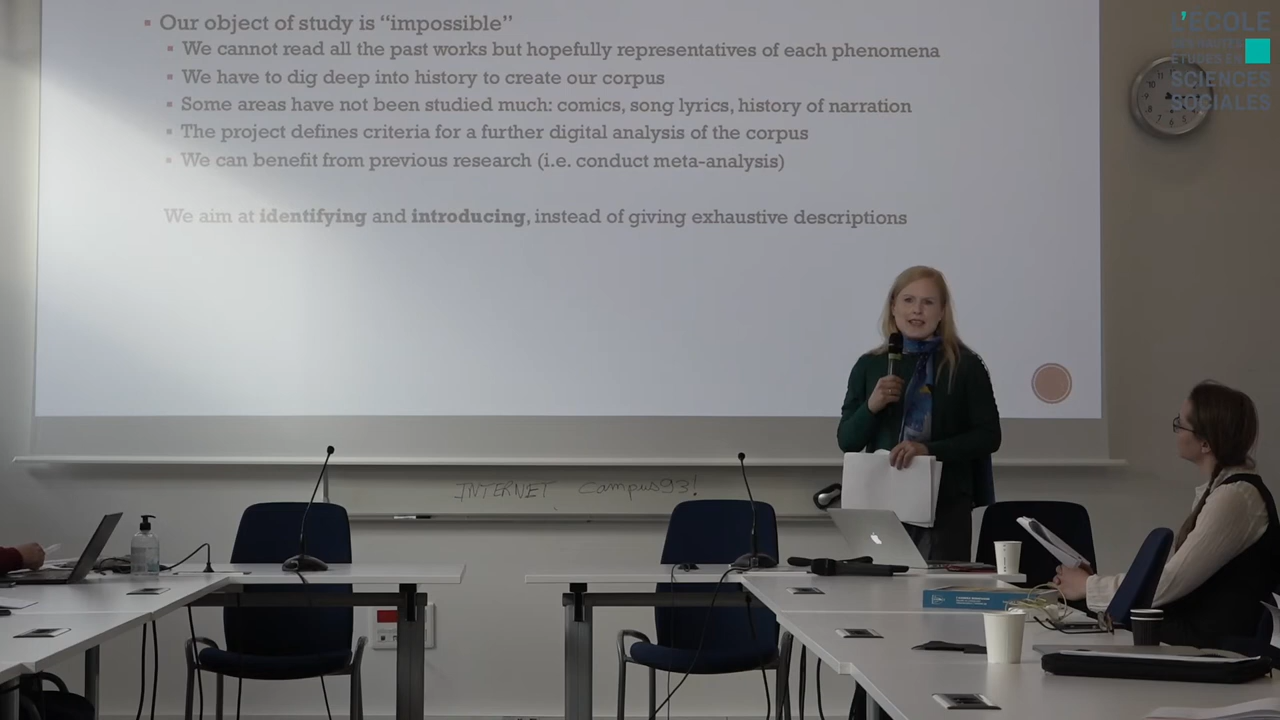 Our object of study is “impossible”
We cannot read all the past works but hopefully representatives of each phenomena
We have to dig deep into history to create our corpus
Some areas have not been studied much: comics, song lyrics, history of narration
The project defines criteria for a further digital analysis of the corpus
We can benefit from previous research (i.e. conduct meta-analysis)
We aim at identifying and introducing, instead of giving exhaustive descriptions
L'ÉCOLE
DES HAUTES
ÉTUDES EN
SCIENCES
SOCIALES
INTERNET Campus93!